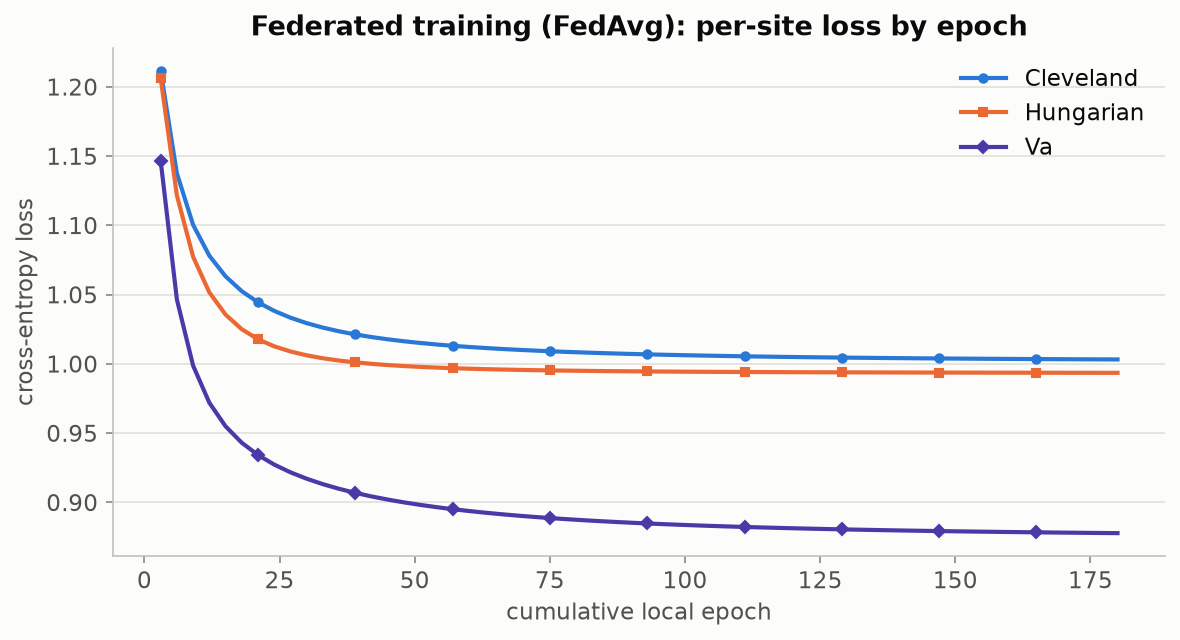 Federated training (FedAvg): per-site loss by epoch
Cleveland
Hungarian
Va
cross-entropy loss
1.20
1.15
1.10
1.05
1.00
0.95
0.90
0 25 50 75 100 125 150 175
cumulative local epoch